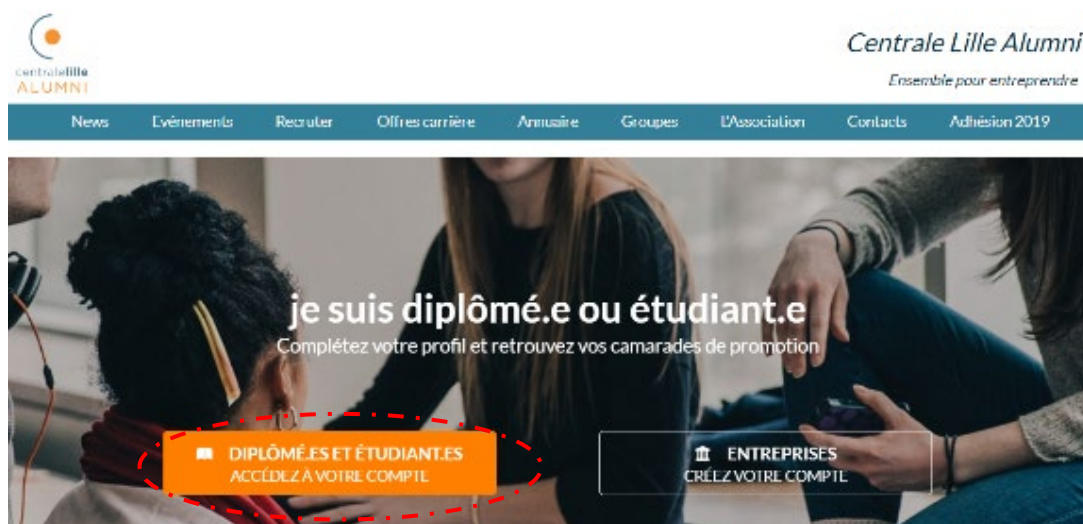 centralelille
ALUMNI
Centrale Lille Alumni
Ensemble pour entreprendre
News Evénements Recruter Offres carrière Annuaire Groupes L'Association Contacts Adhésion 2019
je suis diplômé.e ou étudiant.e
Complétez votre profil et retrouvez vos camarades de promotion
DIPLÔMÉ.ES ET ÉTUDIANT.ES
ACCÉDEZ À VOTRE COMPTE
ENTREPRISES
CRÉEZ VOTRE COMPTE